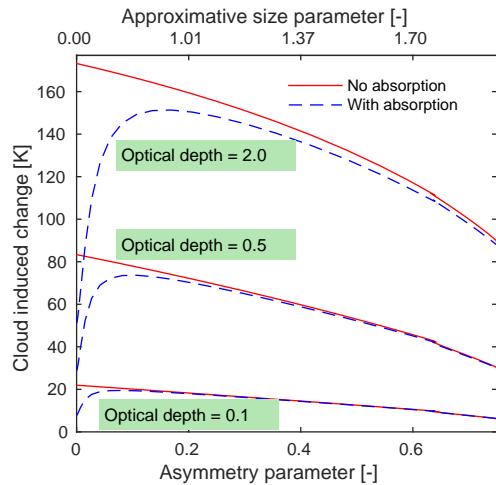 Approximative size parameter [-]
0.00 1.01 1.37 1.70
No absorption
With absorption
Optical depth = 2.0
Optical depth = 0.5
Optical depth = 0.1
Cloud induced change [K]
160
140
120
100
80
60
40
20
0
0 0.2 0.4 0.6
Asymmetry parameter [-]